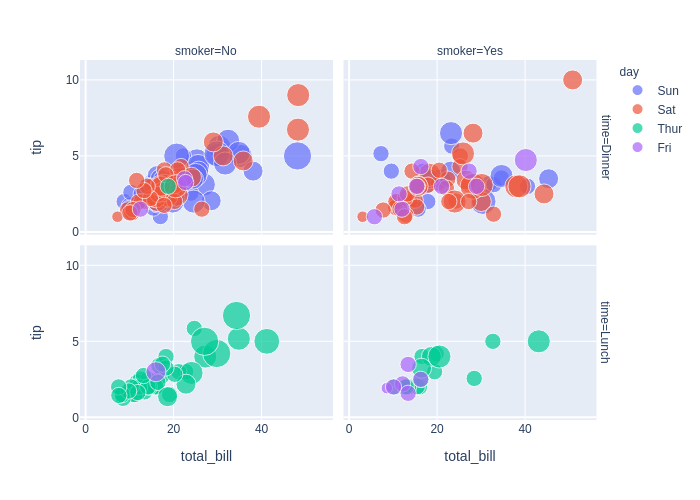 smoker=No
smoker=Yes
day
Sun
Sat
Thur
Fri
tip
10
5
0
time=Dinner
tip
10
5
0
time=Lunch
0
20
40
0
20
40
total_bill
total_bill